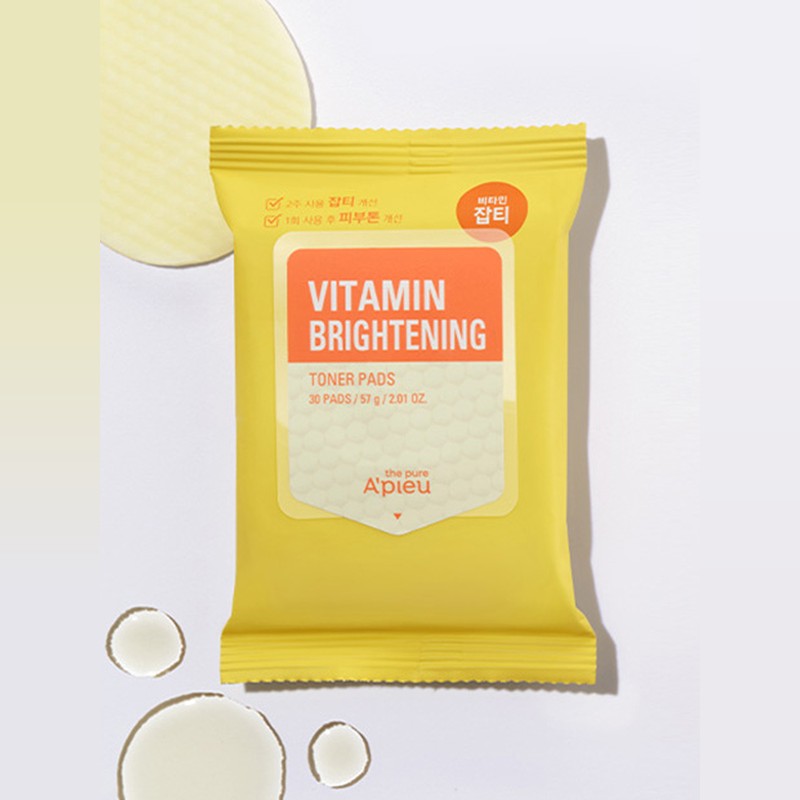 2주 사용 잡티 개선
1회 사용 후 피부톤 개선
비타민
잡티
VITAMIN
BRIGHTENING
TONER PADS
30 PADS / 57 g / 2.01 OZ.
the pure
A'pieu